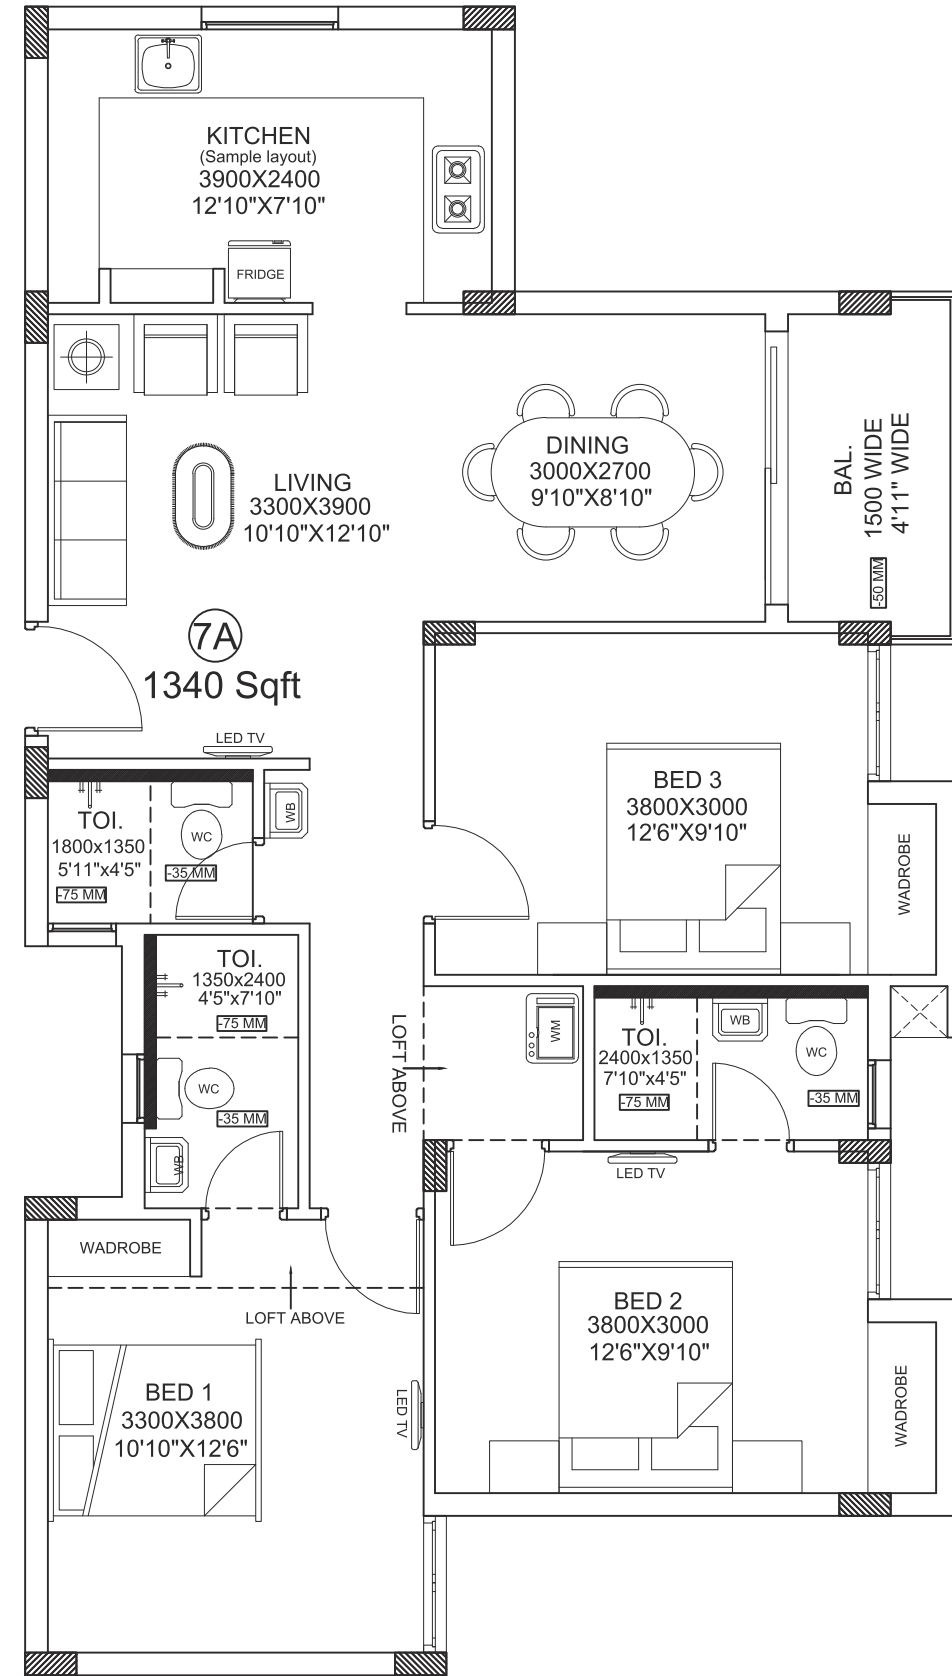 KITCHEN
(Sample layout)
3900X2400
12'10"X7'10"
FRIDGE
LIVING
3300X3900
10'10"X12'10"
DINING
3000X2700
9'10"X8'10"
BAL.
1500 WIDE
4'11" WIDE
-50 MM
7A
1340 Sqft
LED TV
TOI.
1800x1350
5'11"x4'5"
-75 MM
WC
-35 MM
WB
BED 3
3800X3000
12'6"X9'10"
WADROBE
TOI.
1350x2400
4'5"x7'10"
-75 MM
WC
-35 MM
WB
LOFT ABOVE
WM
TOI.
2400x1350
7'10"x4'5"
-75 MM
WB
WC
-35 MM
LED TV
WADROBE
LOFT ABOVE
BED 1
3300X3800
10'10"X12'6"
LED TV
BED 2
3800X3000
12'6"X9'10"
WADROBE